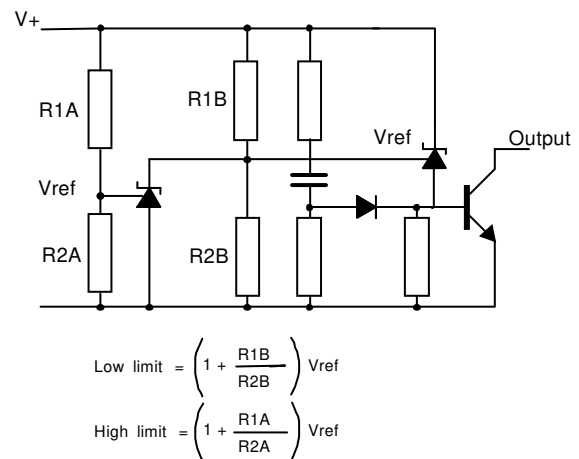 V+
R1A
R1B
Vref
Output
Vref
R2A
R2B
Low limit = (1 + R1B/R2B) Vref
High limit = (1 + R1A/R2A) Vref